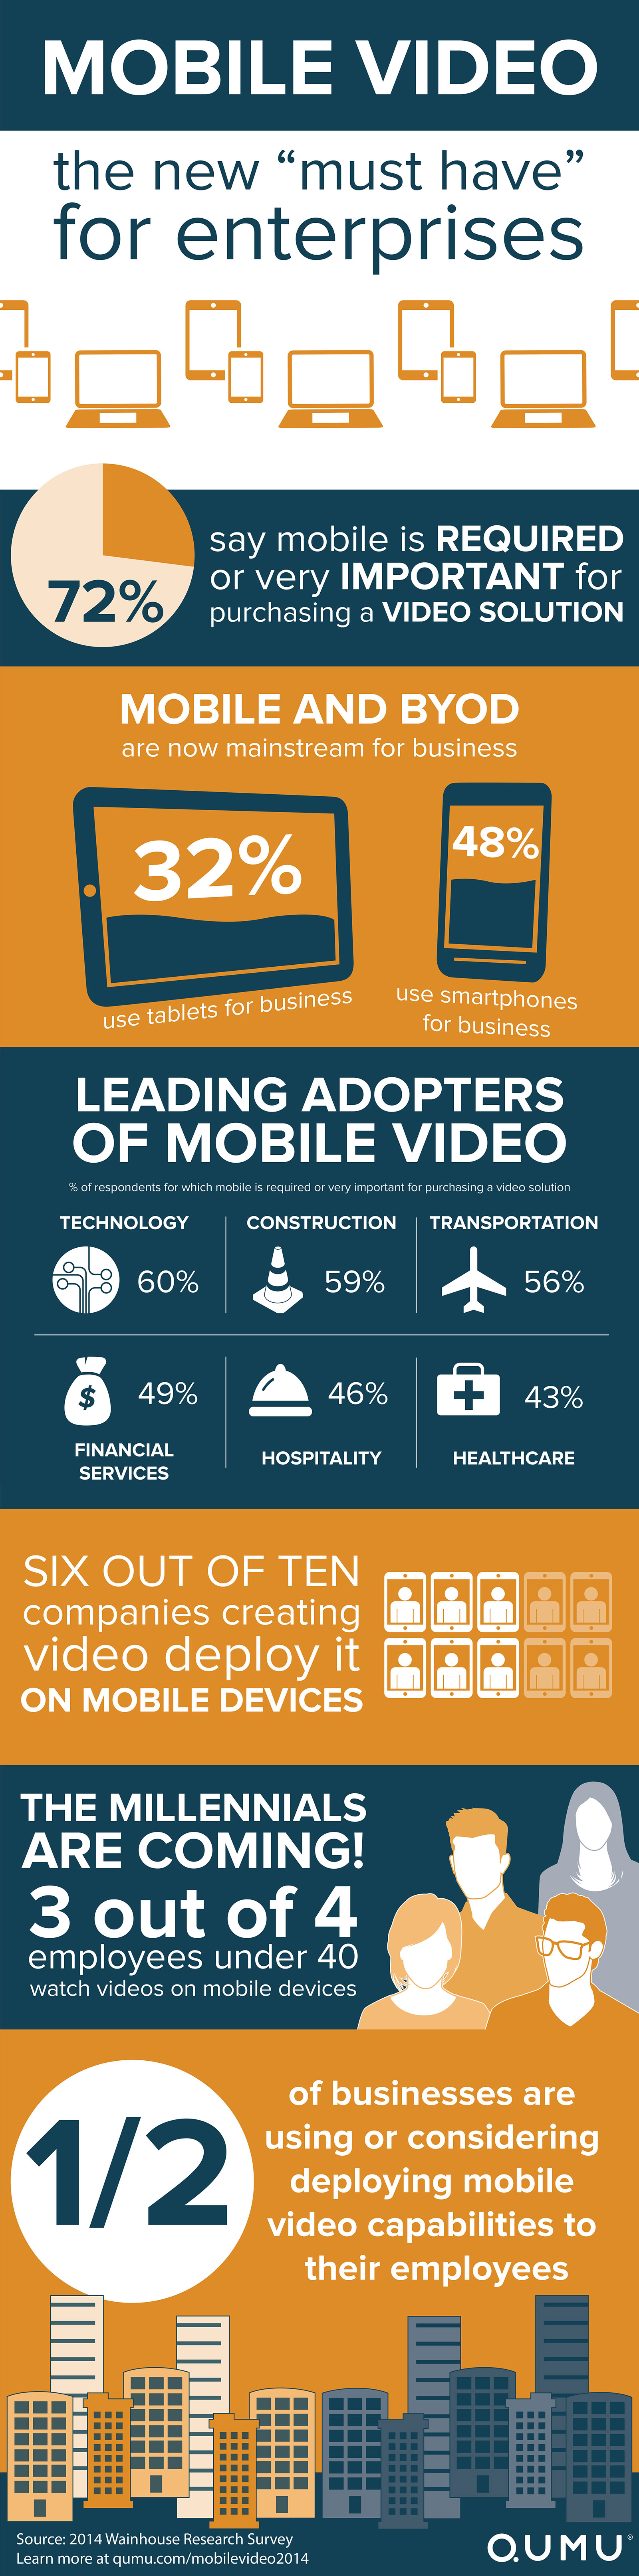 MOBILE VIDEO
the new “must have”
for enterprises
72%
say mobile is REQUIRED
or very IMPORTANT for
purchasing a VIDEO SOLUTION
MOBILE AND BYOD
are now mainstream for business
32%
use tablets for business
48%
use smartphones
for business
LEADING ADOPTERS
OF MOBILE VIDEO
% of respondents for which mobile is required or very important for purchasing a video solution
TECHNOLOGY
60%
CONSTRUCTION
59%
TRANSPORTATION
56%
$
49%
FINANCIAL
SERVICES
46%
HOSPITALITY
43%
HEALTHCARE
SIX OUT OF TEN
companies creating
video deploy it
ON MOBILE DEVICES
THE MILLENNIALS
ARE COMING!
3 out of 4
employees under 40
watch videos on mobile devices
1/2
of businesses are
using or considering
deploying mobile
video capabilities to
their employees
Source: 2014 Wainhouse Research Survey
Learn more at qumu.com/mobilevideo2014
QUMU®